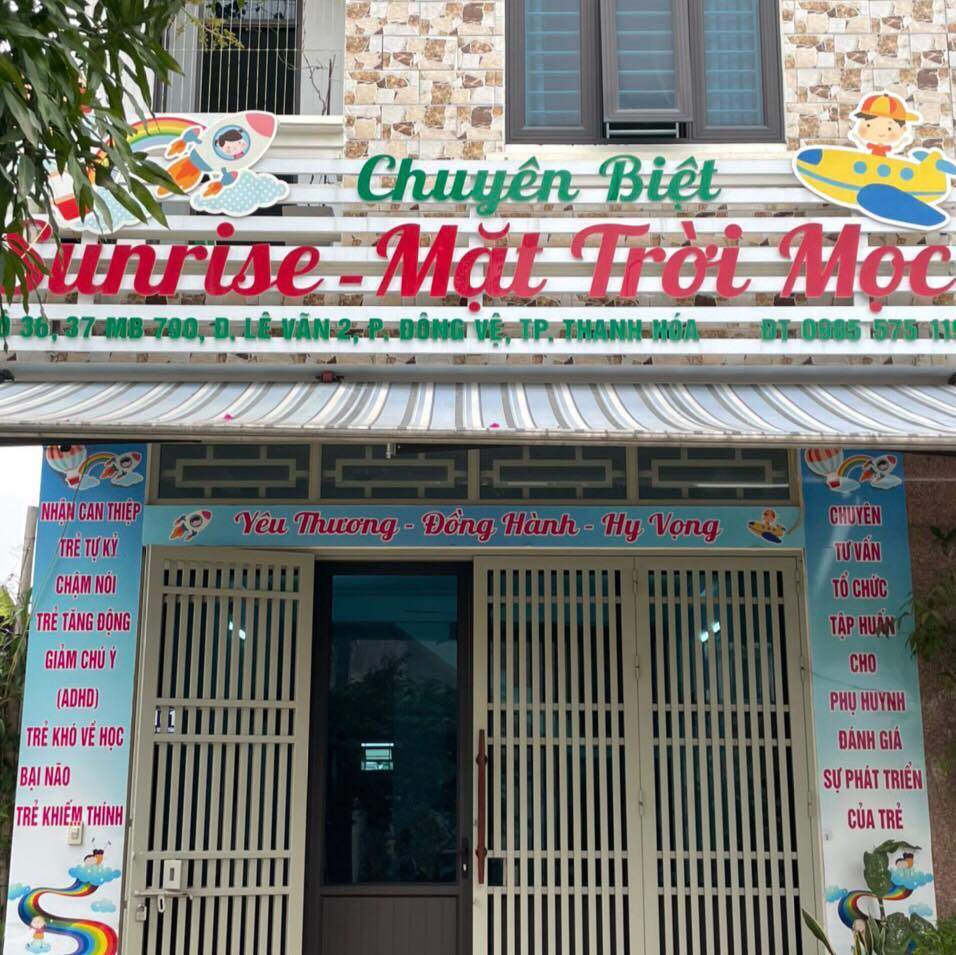 Chuyên Biệt
Sunrise - Mặt Trời Mọc
36, 37 MB 790, Đ. LÊ VĂN 2, P. ĐÔNG VỆ, TP. THANH HÓA ĐT 0985 575
Yêu Thương - Đồng Hành - Hy Vọng
NHẬN CAN THIỆP
TRẺ TỰ KỶ
CHẬM NÓI
TRẺ TĂNG ĐỘNG
GIẢM CHÚ Ý
(ADHD)
TRẺ KHÓ VỀ HỌC
BẠI NÃO
TRẺ KHIẾM THÍNH
CHUYÊN
TƯ VẤN
TỔ CHỨC
TẬP HUẤN
CHO
PHỤ HUYNH
ĐÁNH GIÁ
SỰ PHÁT TRIỂN
CỦA TRẺ